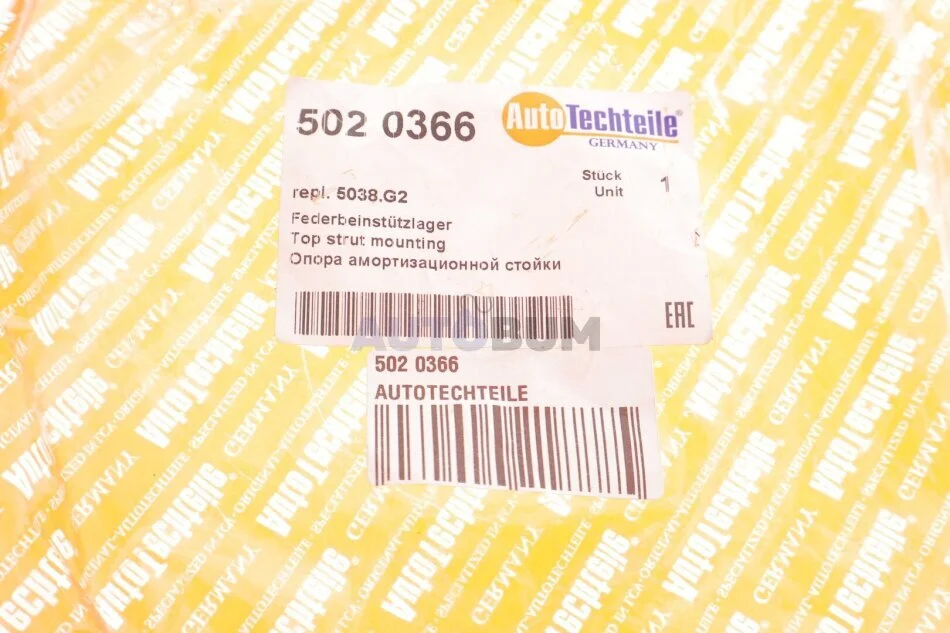 502 0366
AutoTechteile®
GERMANY
Stück
Unit
1
repl. 5038.G2
Federbeinstützlager
Top strut mounting
Опора амортизационной стойки
EAC
AUTOBUM
502 0366
AUTOTECHTEILE